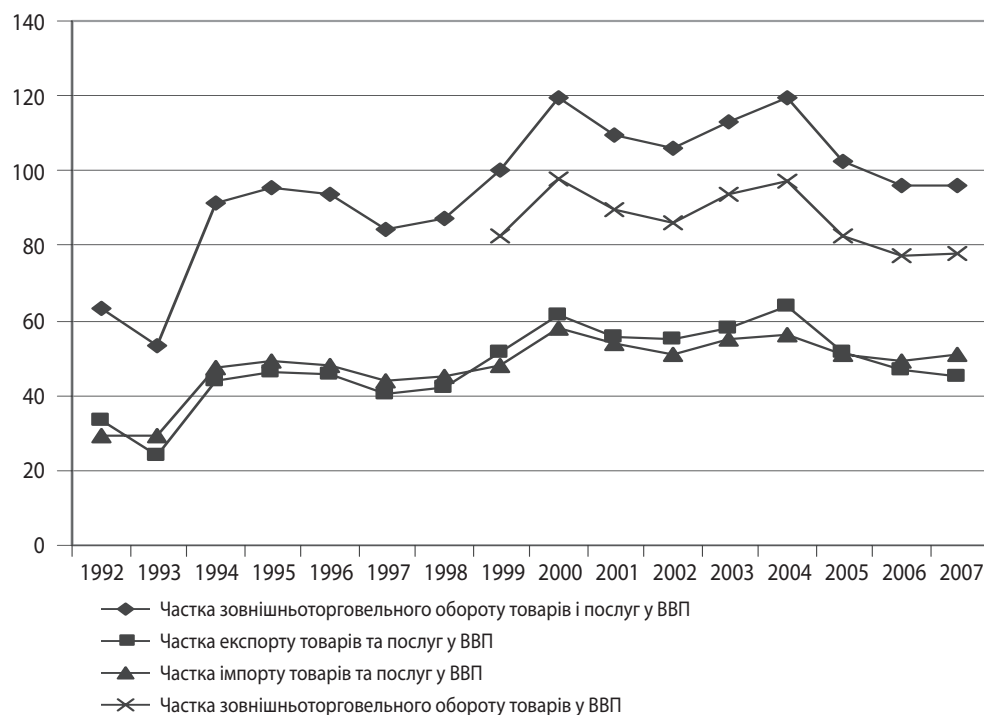 140
120
100
80
60
40
20
0
1992 1993 1994 1995 1996 1997 1998 1999 2000 2001 2002 2003 2004 2005 2006 2007
Частка зовнішньоторговельного обороту товарів і послуг у ВВП
Частка експорту товарів та послуг у ВВП
Частка імпорту товарів та послуг у ВВП
Частка зовнішньоторговельного обороту товарів у ВВП